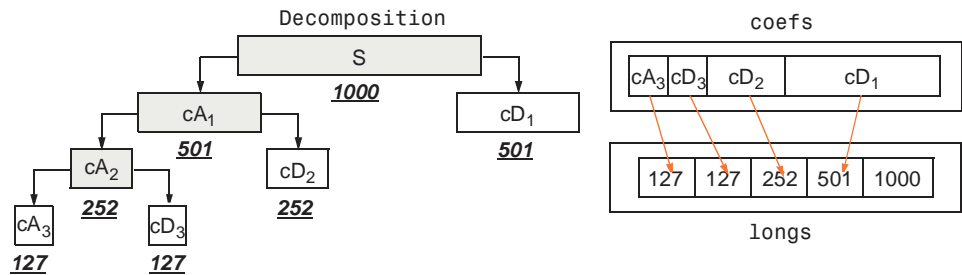 Decomposition
S
1000
cA1
501
cD1
501
cA2
252
cD2
252
cA3
127
cD3
127
coefs
cA3 cD3 cD2 cD1
127 127 252 501 1000
longs